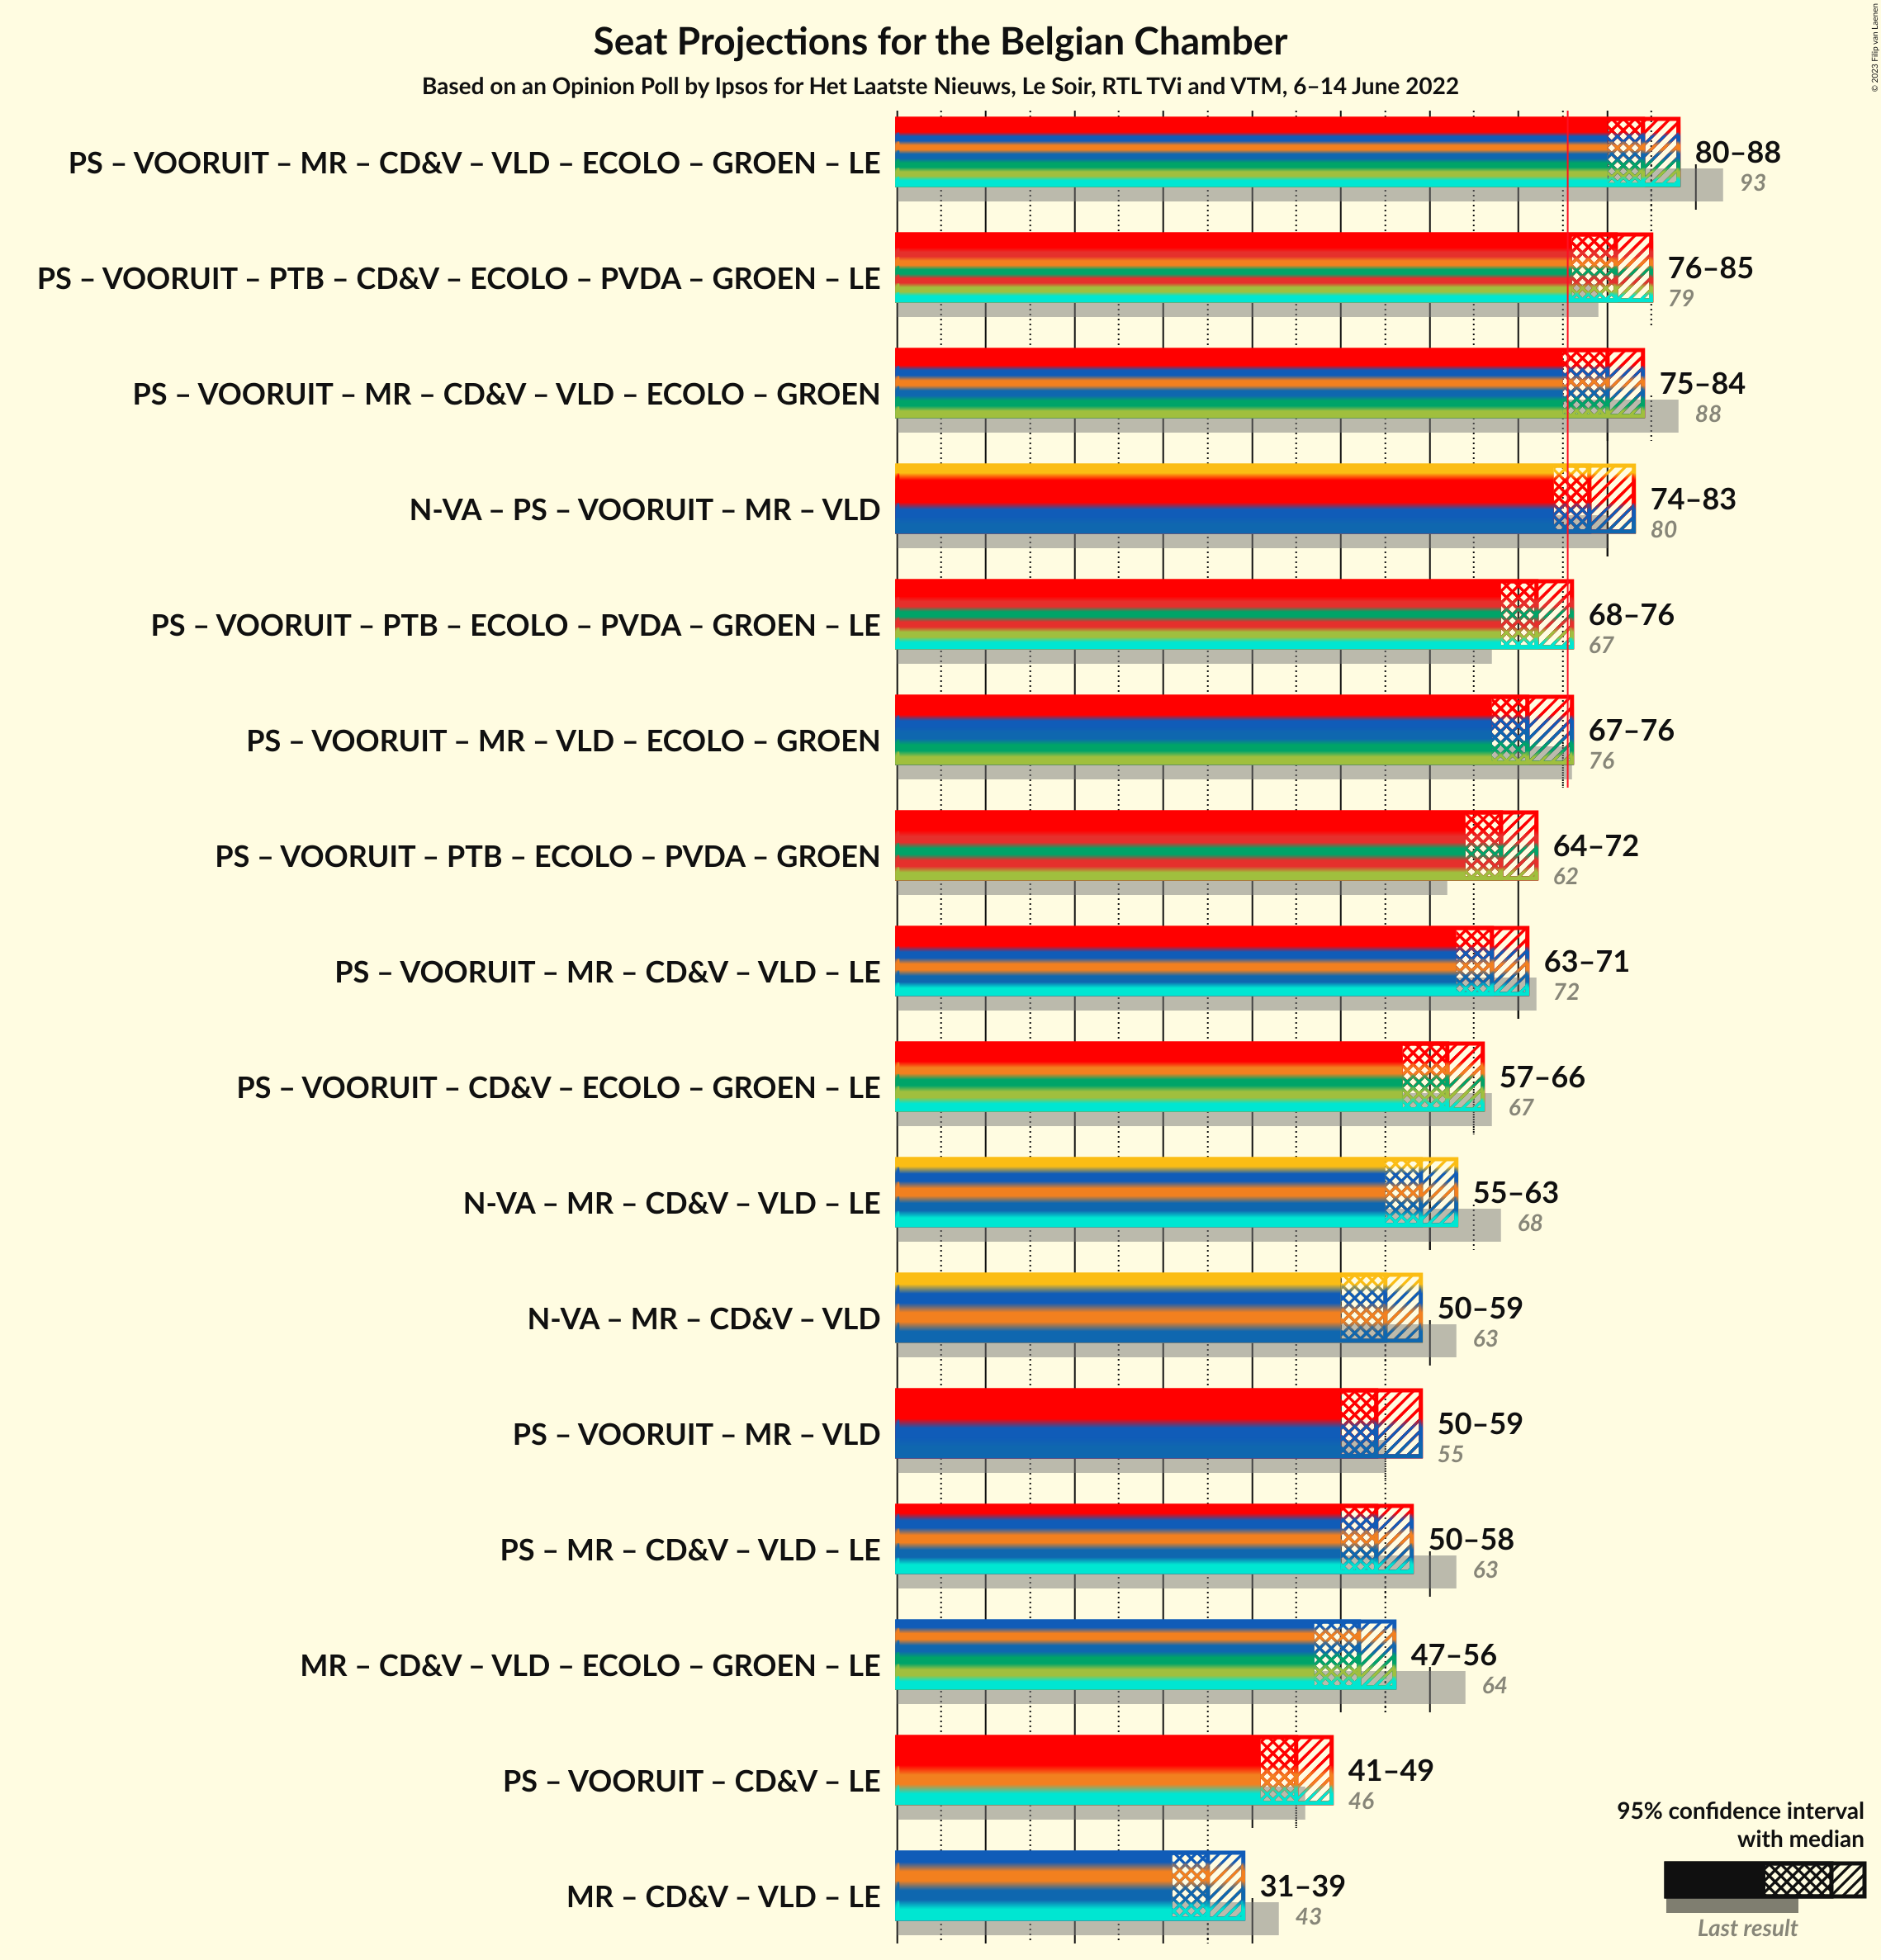 © 2023 Filip van Laenen
Seat Projections for the Belgian Chamber
Based on an Opinion Poll by Ipsos for Het Laatste Nieuws, Le Soir, RTL TVi and VTM, 6–14 June 2022
PS – VOORUIT – MR – CD&V – VLD – ECOLO – GROEN – LE
80–88
93
PS – VOORUIT – PTB – CD&V – ECOLO – PVDA – GROEN – LE
76–85
79
PS – VOORUIT – MR – CD&V – VLD – ECOLO – GROEN
75–84
88
N-VA – PS – VOORUIT – MR – VLD
74–83
80
PS – VOORUIT – PTB – ECOLO – PVDA – GROEN – LE
68–76
67
PS – VOORUIT – MR – VLD – ECOLO – GROEN
67–76
76
PS – VOORUIT – PTB – ECOLO – PVDA – GROEN
64–72
62
PS – VOORUIT – MR – CD&V – VLD – LE
63–71
72
PS – VOORUIT – CD&V – ECOLO – GROEN – LE
57–66
67
N-VA – MR – CD&V – VLD – LE
55–63
68
N-VA – MR – CD&V – VLD
50–59
63
PS – VOORUIT – MR – VLD
50–59
55
PS – MR – CD&V – VLD – LE
50–58
63
MR – CD&V – VLD – ECOLO – GROEN – LE
47–56
64
PS – VOORUIT – CD&V – LE
41–49
46
MR – CD&V – VLD – LE
31–39
43
95% confidence interval
with median
Last result